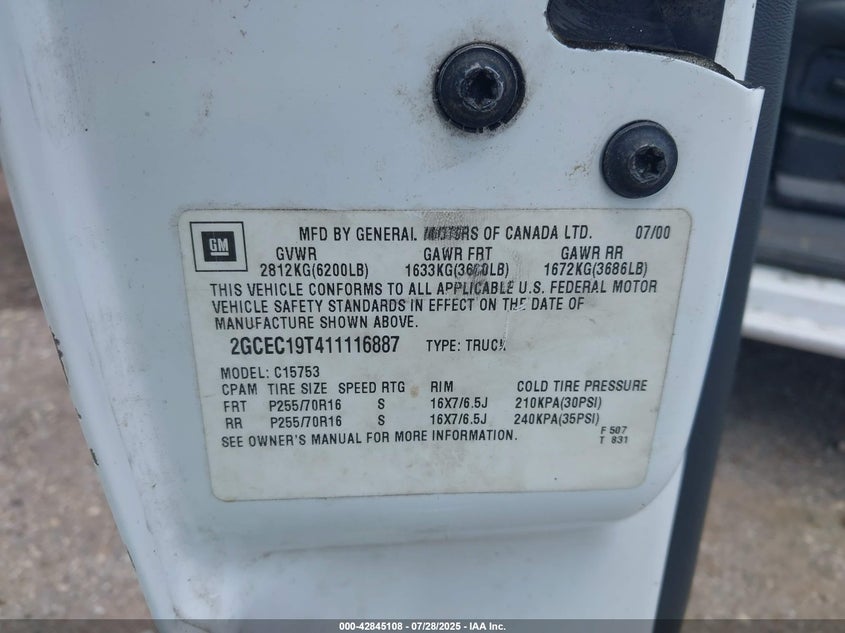 GM
MFD BY GENERAL MOTORS OF CANADA LTD. 07/00
GVWR GAWR FRT GAWR RR
2812KG(6200LB) 1633KG(3600LB) 1672KG(3686LB)
THIS VEHICLE CONFORMS TO ALL APPLICABLE U.S. FEDERAL MOTOR
VEHICLE SAFETY STANDARDS IN EFFECT ON THE DATE OF
MANUFACTURE SHOWN ABOVE.
2GCEC19T411116887 TYPE: TRUCK
MODEL: C15753
CPAM TIRE SIZE SPEED RTG RIM COLD TIRE PRESSURE
FRT P255/70R16 S 16X7/6.5J 210KPA(30PSI)
RR P255/70R16 S 16X7/6.5J 240KPA(35PSI)
SEE OWNER'S MANUAL FOR MORE INFORMATION. F 507
T 831
000-42845108 - 07/28/2025 - IAA Inc.